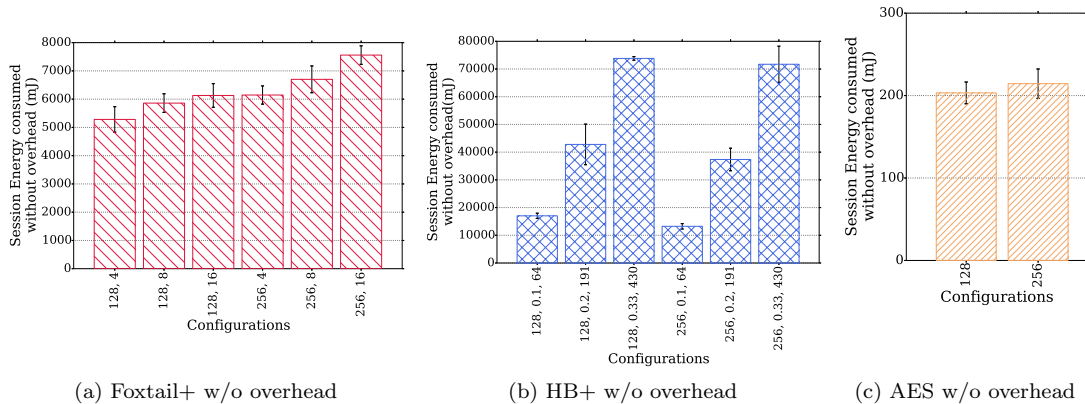 Session Energy consumed
without overhead (mJ)
8000
7000
6000
5000
4000
3000
2000
1000
0
128, 4
128, 8
128, 16
256, 4
256, 8
256, 16
Configurations
(a) Foxtail+ w/o overhead
Session Energy consumed
without overhead(mJ)
80000
70000
60000
50000
40000
30000
20000
10000
0
128, 0.1, 64
128, 0.2, 191
128, 0.33, 430
256, 0.1, 64
256, 0.2, 191
256, 0.33, 430
Configurations
(b) HB+ w/o overhead
Session Energy consumed
without overhead (mJ)
300
200
100
0
128
256
Configurations
(c) AES w/o overhead